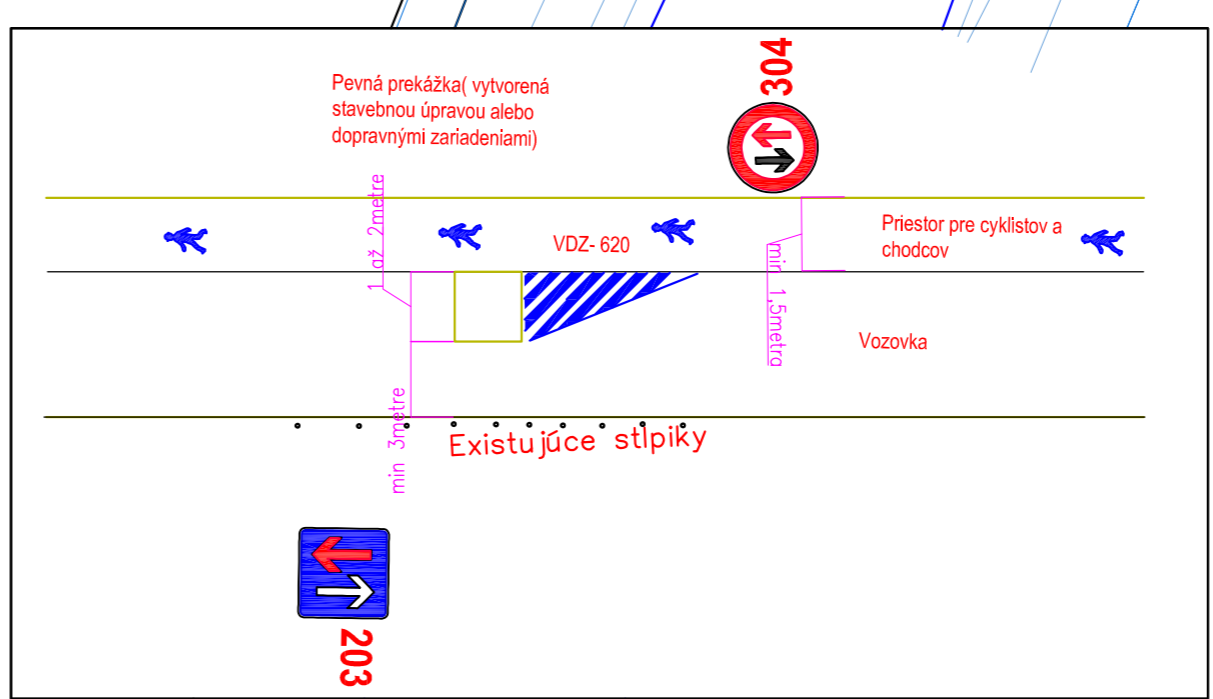 Pevná prekážka( vytvorená
stavebnou úpravou alebo
dopravnými zariadeniami)
304
1 až 2metre
VDZ- 620
min 1,5metra
Priestor pre cyklistov a
chodcov
Vozovka
min 3metre
Existujúce stĺpiky
203